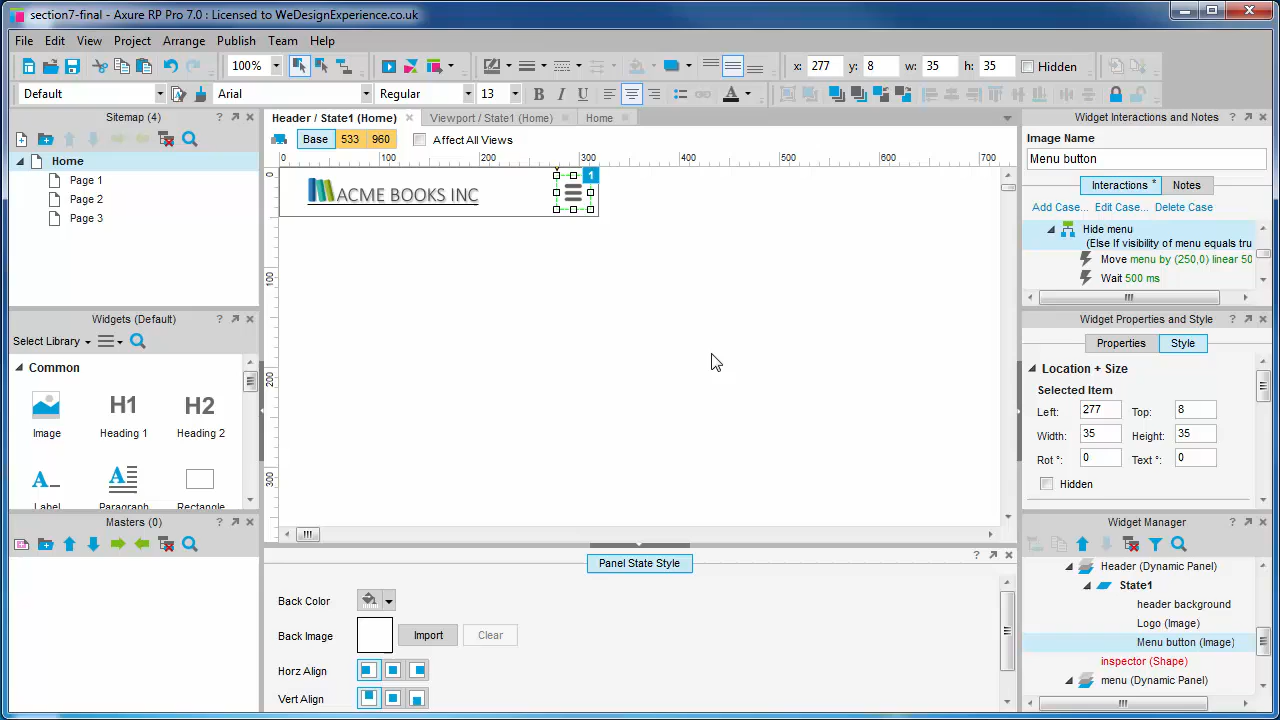 section7-final - Axure RP Pro 7.0 : Licensed to WeDesignExperience.co.uk
File Edit View Project Arrange Publish Team Help
100% x: 277 y: 8 w: 35 h: 35 Hidden
Default Arial Regular 13 B I U A
Sitemap (4)
Home
Page 1
Page 2
Page 3
Widgets (Default)
Select Library
Common
Image
H1
Heading 1
H2
Heading 2
Label
Paragraph
Rectangle
Masters (0)
Header / State1 (Home) Viewport / State1 (Home) Home
Base 533 960 Affect All Views
0 100 200 300 400 500 600 700
0
100
200
300
ACME BOOKS INC
1
Panel State Style
Back Color
Back Image Import Clear
Horz Align
Vert Align
Widget Interactions and Notes
Image Name
Menu button
Interactions * Notes
Add Case... Edit Case... Delete Case...
Hide menu
(Else If visibility of menu equals tru
Move menu by (250,0) linear 50
Wait 500 ms
Widget Properties and Style
Properties Style
Location + Size
Selected Item
Left: 277 Top: 8
Width: 35 Height: 35
Rot °: 0 Text °: 0
Hidden
Widget Manager
Header (Dynamic Panel)
State1
header background
Logo (Image)
Menu button (Image)
inspector (Shape)
menu (Dynamic Panel)